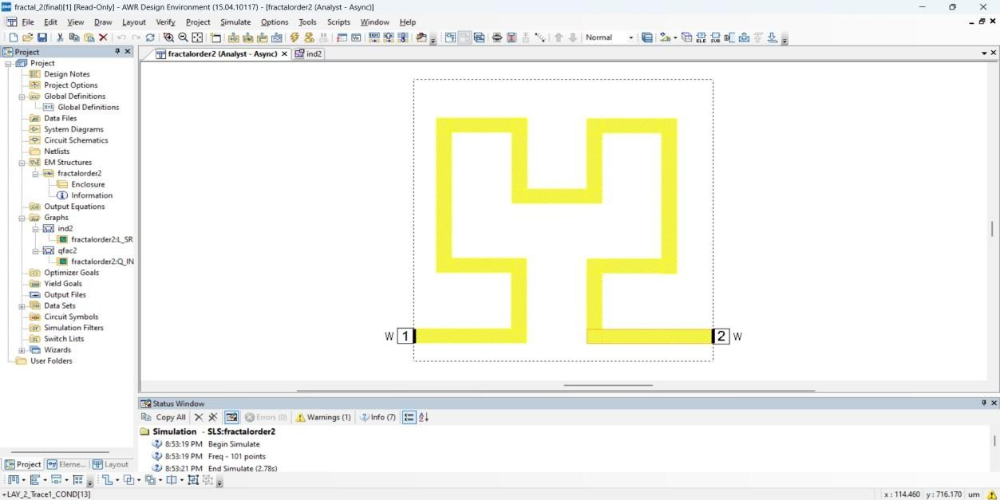 fractal_2(final)[1] [Read-Only] - AWR Design Environment (15.04.10117) - [fractalorder2 (Analyst - Async)]
File Edit View Draw Layout Verify Project Simulate Options Tools Scripts Window Help
Normal
Project
fractalorder2 (Analyst - Async)
ind2
Project
Design Notes
Project Options
Global Definitions
Global Definitions
Data Files
System Diagrams
Circuit Schematics
Netlists
EM Structures
fractalorder2
Enclosure
Information
Output Equations
Graphs
ind2
fractalorder2:L_SR
qfac2
fractalorder2:Q_IN
Optimizer Goals
Yield Goals
Output Files
Data Sets
Circuit Symbols
Simulation Filters
Switch Lists
Wizards
User Folders
W 1
2 W
Status Window
Copy All Errors (0) Warnings (1) Info (7)
Simulation - SLS:fractalorder2
8:53:19 PM Begin Simulate
8:53:19 PM Freq - 101 points
8:53:21 PM End Simulate (2.78s)
Project Eleme... Layout
+LAY_2_Trace1_COND[13]
x : 114.460 y : 716.170 um